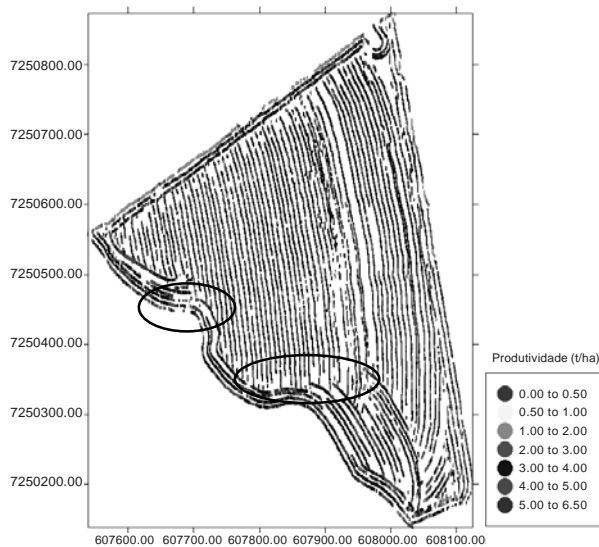 7250800.00
7250700.00
7250600.00
7250500.00
7250400.00
7250300.00
7250200.00
607600.00 607700.00 607800.00 607900.00 608000.00 608100.00
Produtividade (t/ha)
0.00 to 0.50
0.50 to 1.00
1.00 to 2.00
2.00 to 3.00
3.00 to 4.00
4.00 to 5.00
5.00 to 6.50